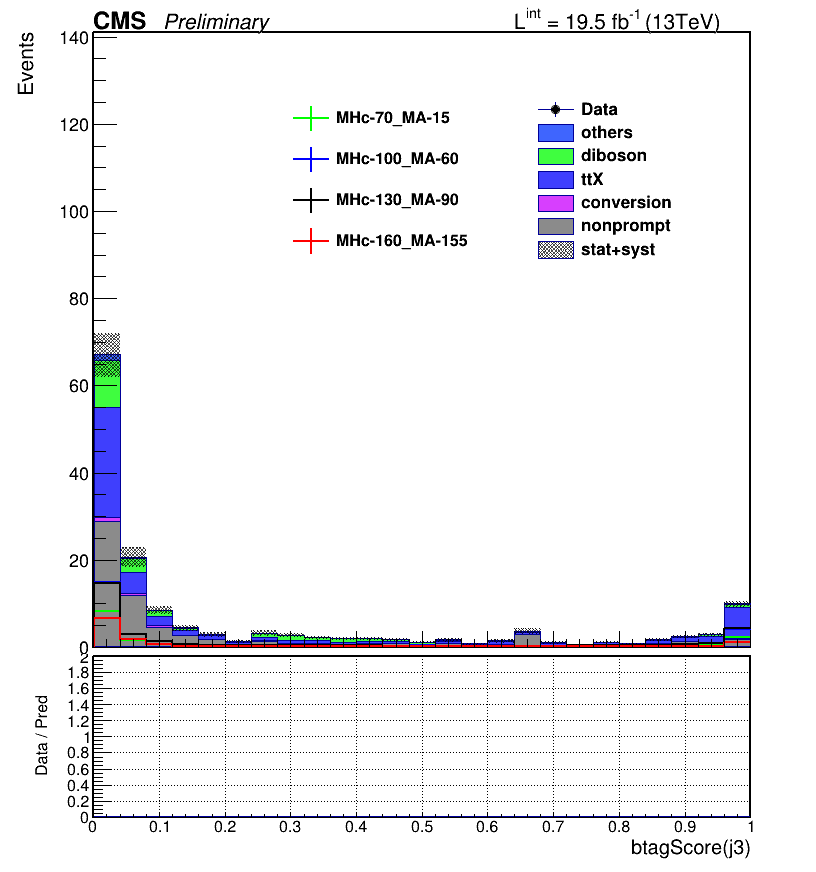 CMS Preliminary L^int = 19.5 fb^-1 (13TeV)
Events
140
120
100
80
60
40
20
0
MHc-70_MA-15
MHc-100_MA-60
MHc-130_MA-90
MHc-160_MA-155
Data
others
diboson
ttX
conversion
nonprompt
stat+syst
Data / Pred
2
1.8
1.6
1.4
1.2
1
0.8
0.6
0.4
0.2
0
0 0.1 0.2 0.3 0.4 0.5 0.6 0.7 0.8 0.9 1
btagScore(j3)